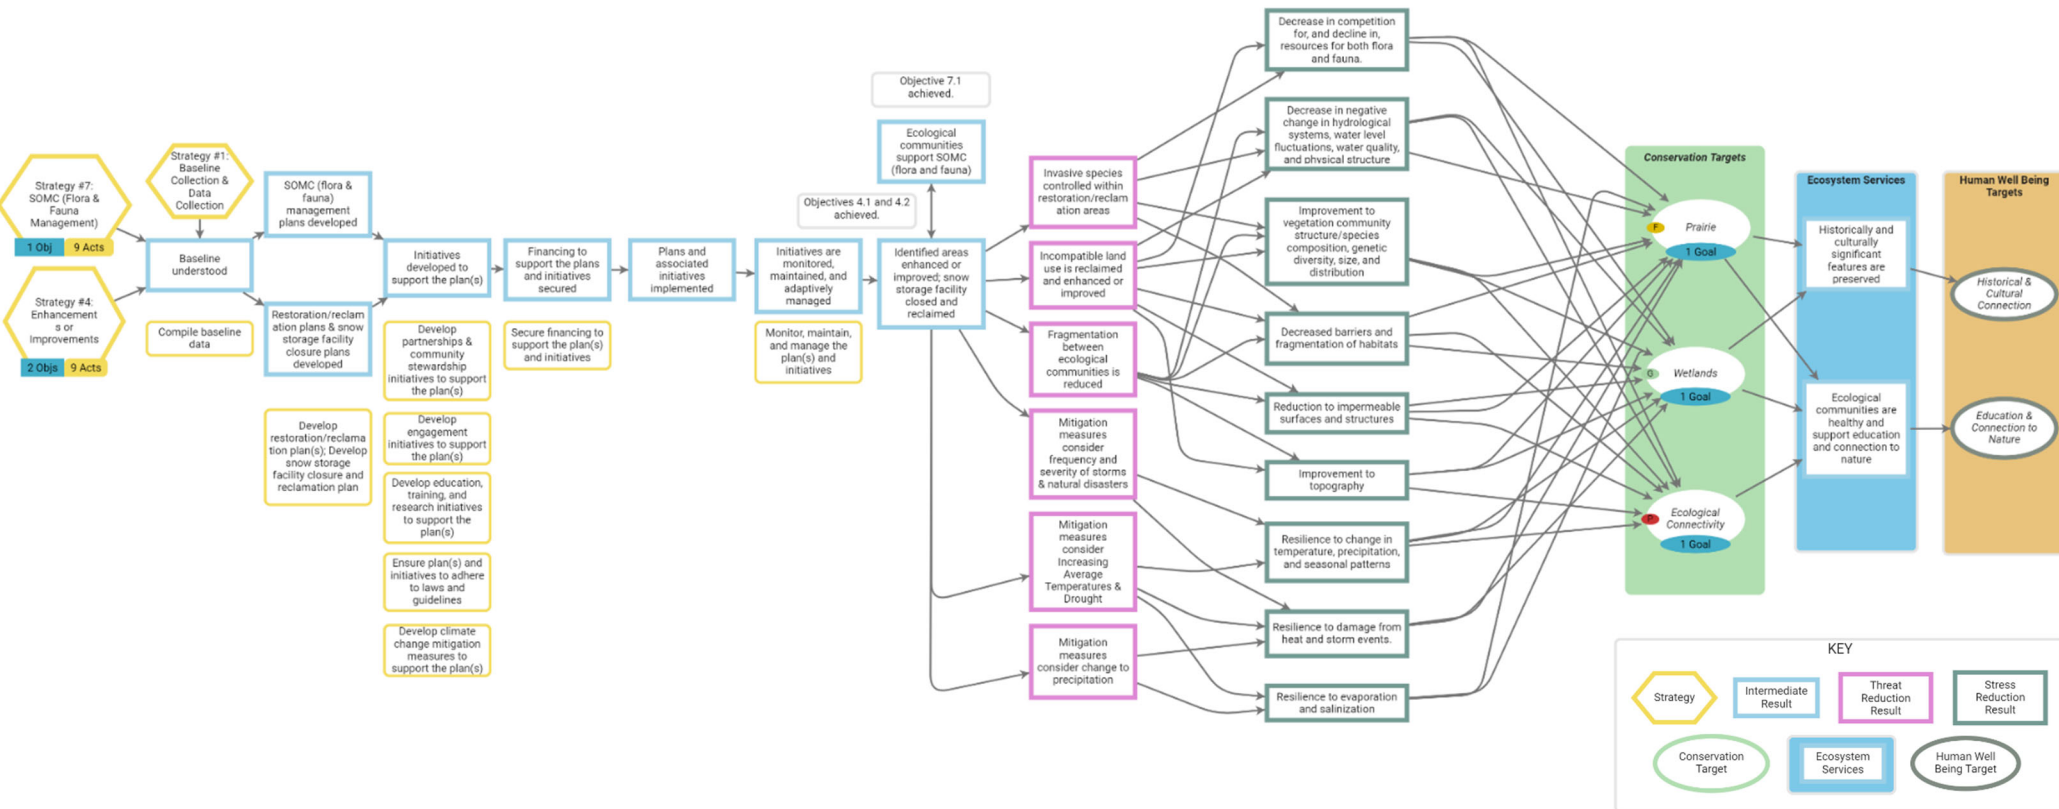 Strategy #7:
SOMC (Flora &
Fauna
Management)
1 Obj
9 Acts
Strategy #4:
Enhancement
s or
Improvements
2 Objs
9 Acts
Strategy #1:
Baseline
Collection &
Data
Collection
Baseline
understood
Compile baseline
data
SOMC (flora &
fauna)
management
plans developed
Restoration/reclam
ation plans & snow
storage facility
closure plans
developed
Develop
restoration/reclama
tion plan(s); Develop
snow storage
facility closure and
reclamation plan
Initiatives
developed to
support the plan(s)
Develop
partnerships &
community
stewardship
initiatives to support
the plan(s)
Develop
engagement
initiatives to support
the plan(s)
Develop education,
training, and
research initiatives
to support the
plan(s)
Ensure plan(s) and
initiatives to adhere
to laws and
guidelines
Develop climate
change mitigation
measures to
support the plan(s)
Financing to
support the plans
and initiatives
secured
Secure financing to
support the plan(s)
and initiatives
Plans and
associated
initiatives
implemented
Initiatives are
monitored,
maintained, and
adaptively
managed
Monitor, maintain,
and manage the
plan(s) and
initiatives
Objective 7.1
achieved.
Ecological
communities
support SOMC
(flora and fauna)
Objectives 4.1 and 4.2
achieved.
Identified areas
enhanced or
improved; snow
storage facility
closed and
reclaimed
Invasive species
controlled within
restoration/reclam
ation areas
Incompatible land
use is reclaimed
and enhanced or
improved
Fragmentation
between
ecological
communities is
reduced
Mitigation
measures
consider
frequency and
severity of storms
& natural disasters
Mitigation
measures
consider
Increasing
Average
Temperatures &
Drought
Mitigation
measures
consider change to
precipitation
Decrease in competition
for, and decline in,
resources for both flora
and fauna.
Decrease in negative
change in hydrological
systems, water level
fluctuations, water quality,
and physical structure
Improvement to
vegetation community
structure/species
composition, genetic
diversity, size, and
distribution
Decreased barriers and
fragmentation of habitats
Reduction to impermeable
surfaces and structures
Improvement to
topography
Resilience to change in
temperature, precipitation,
and seasonal patterns
Resilience to damage from
heat and storm events.
Resilience to evaporation
and salinization
Conservation Targets
F
Prairie
1 Goal
G
Wetlands
1 Goal
P
Ecological
Connectivity
1 Goal
Ecosystem Services
Historically and
culturally
significant
features are
preserved
Ecological
communities are
healthy and
support education
and connection to
nature
Human Well Being
Targets
Historical &
Cultural
Connection
Education &
Connection to
Nature
KEY
Strategy
Intermediate
Result
Threat
Reduction
Result
Stress
Reduction
Result
Conservation
Target
Ecosystem
Services
Human Well
Being Target